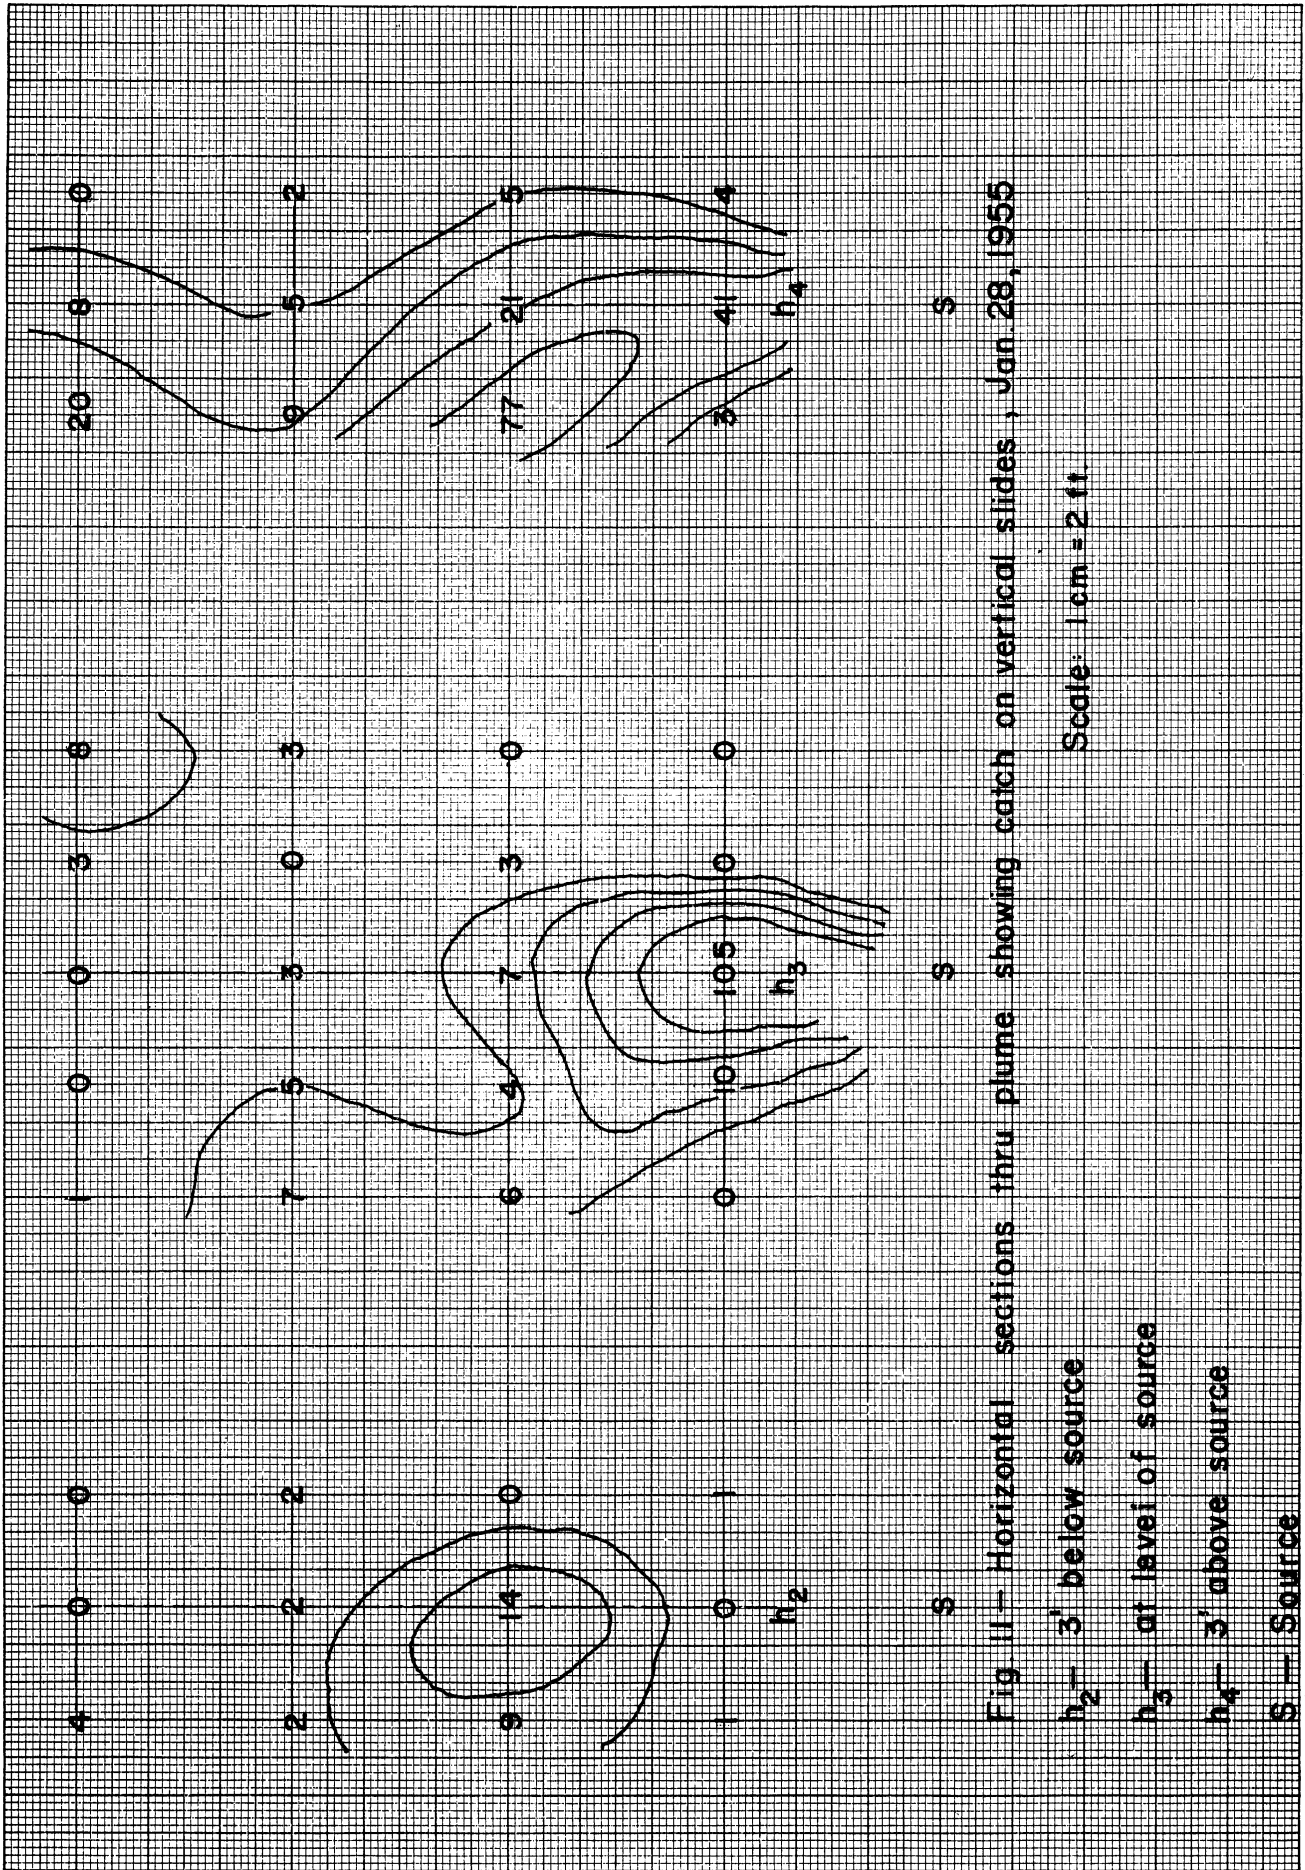 4 0 0 1 0 0 3 8 20 8 0
2 2 2 7 5 3 0 3 9 5 2
9 14 0 6 4 7 3 0 77 21 5
1 0 1 0 10 105 0 0 3 41 4
h₂ h₃ h₄
S S S
Fig. 11 — Horizontal sections thru plume showing catch on vertical slides, Jan. 28, 1955
h₂ — 3' below source Scale: 1 cm = 2 ft.
h₃ — at level of source
h₄ — 3' above source
S — Source